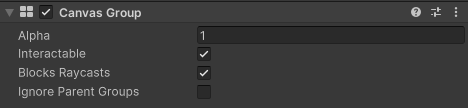 Canvas Group
Alpha 1
Interactable
Blocks Raycasts
Ignore Parent Groups